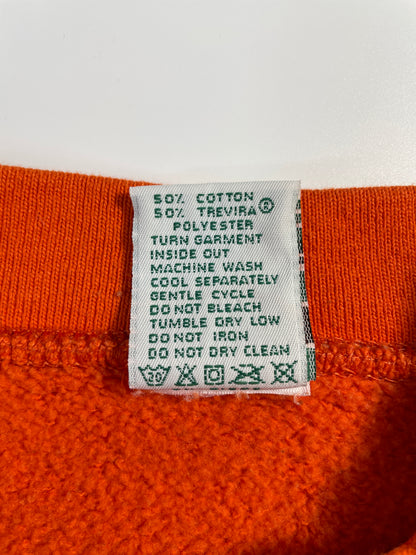 50% COTTON
50% TREVIRA®
POLYESTER
TURN GARMENT
INSIDE OUT
MACHINE WASH
COOL SEPARATELY
GENTLE CYCLE
DO NOT BLEACH
TUMBLE DRY LOW
DO NOT IRON
DO NOT DRY CLEAN
30